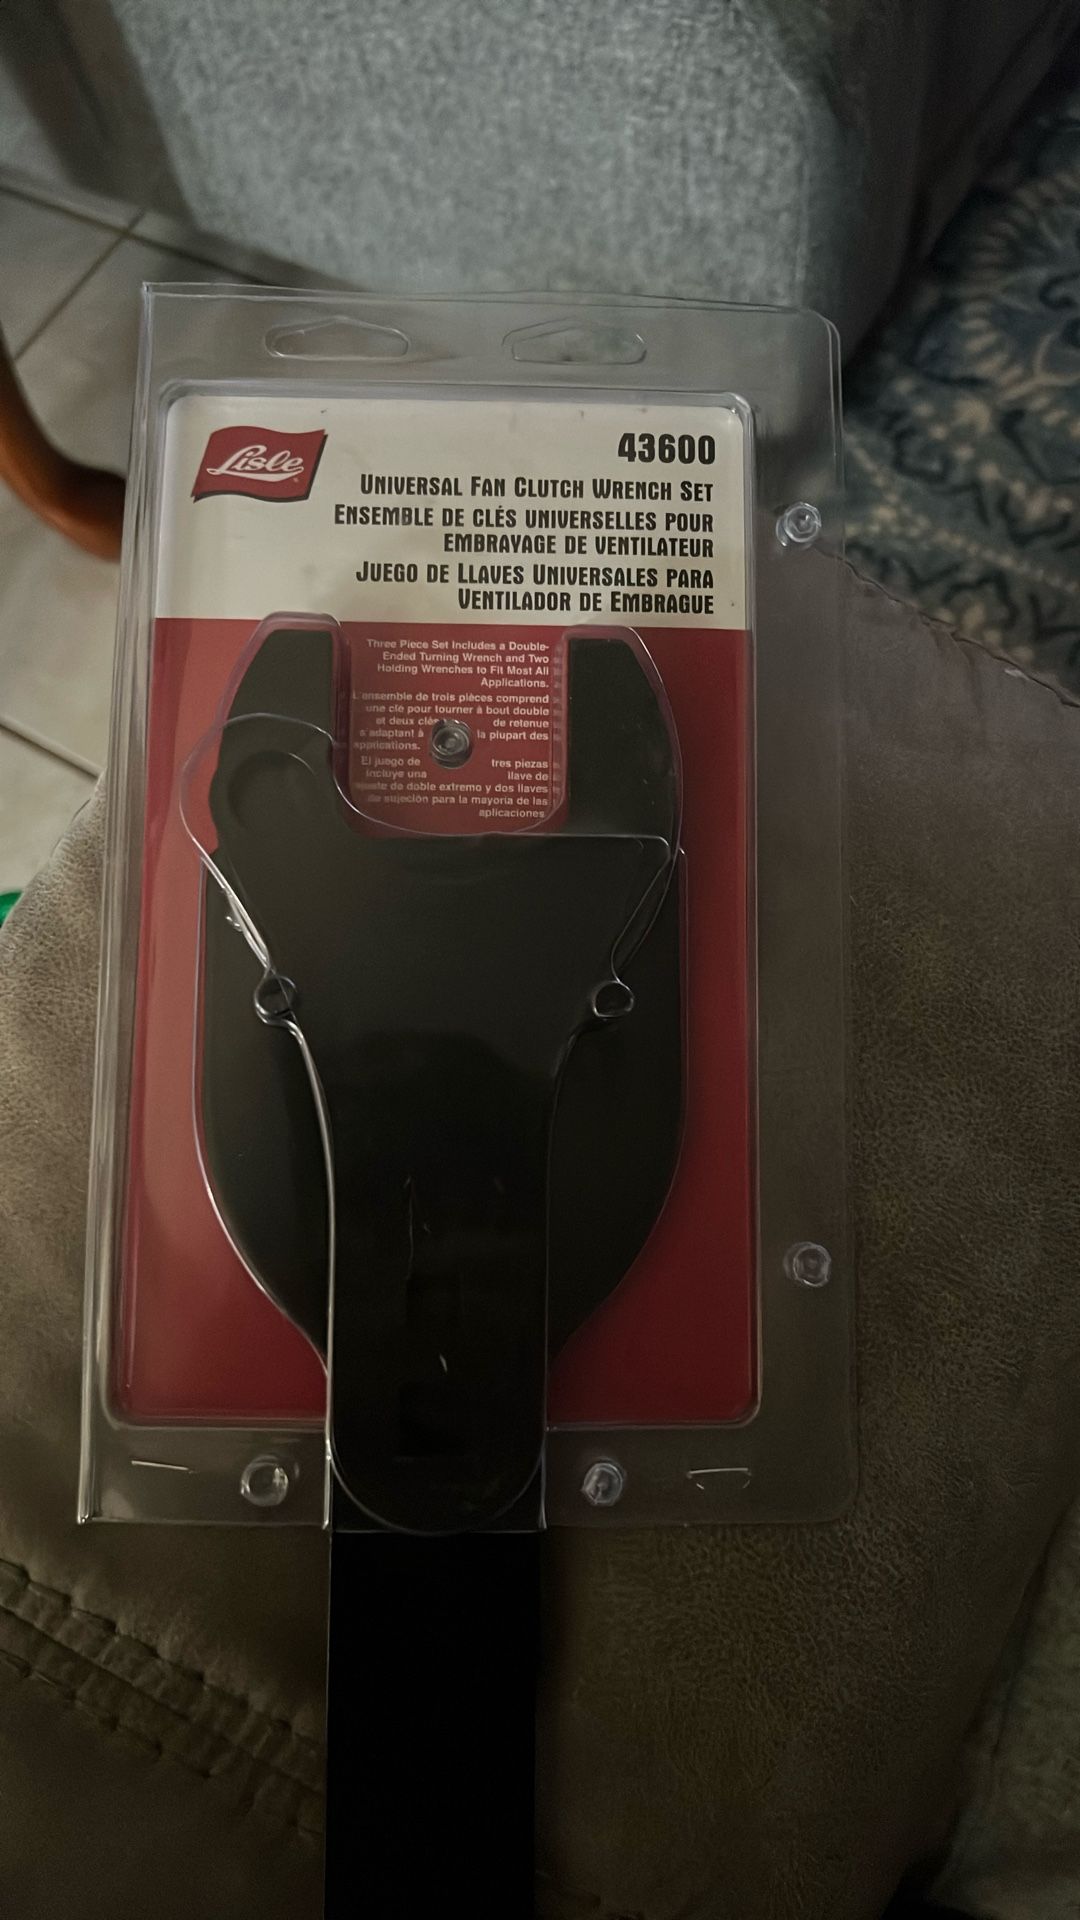 Lisle
43600
UNIVERSAL FAN CLUTCH WRENCH SET
ENSEMBLE DE CLÉS UNIVERSELLES POUR
EMBRAYAGE DE VENTILATEUR
JUEGO DE LLAVES UNIVERSALES PARA
VENTILADOR DE EMBRAGUE
Three Piece Set Includes a Double-
Ended Turning Wrench and Two
Holding Wrenches to Fit Most All
Applications.
L'ensemble de trois pièces comprend
une clé pour tourner à bout double
et deux clés de retenue
s adaptant à la plupart des
applications.
El juego de tres piezas
incluye una llave de
ajuste de doble extremo y dos llaves
de sujeción para la mayoría de las
aplicaciones